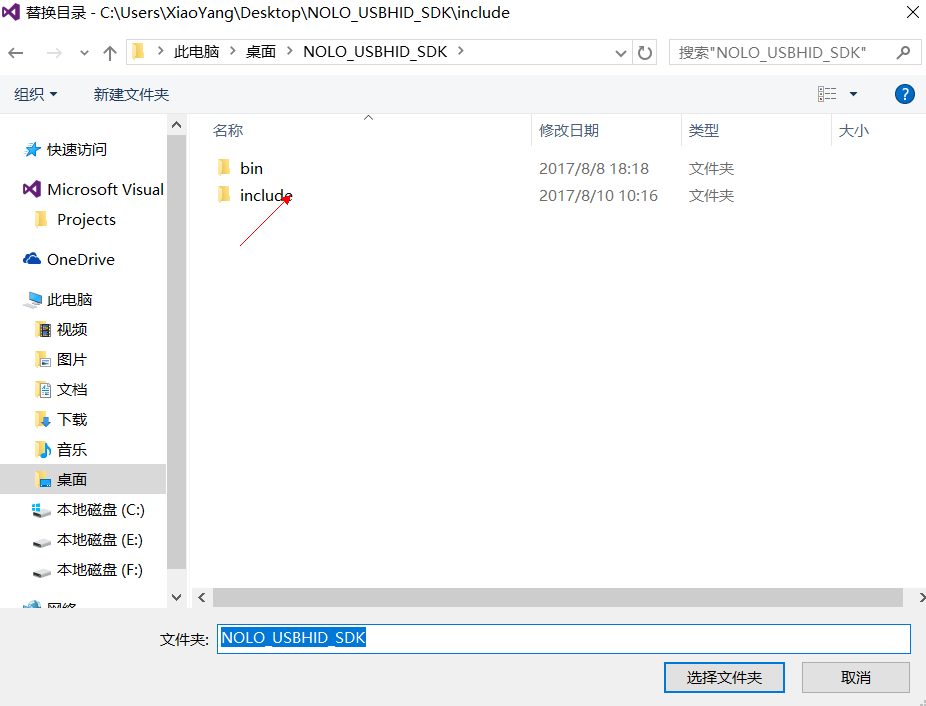 替换目录 - C:\Users\XiaoYang\Desktop\NOLO_USBHID_SDK\include
此电脑 > 桌面 > NOLO_USBHID_SDK >
搜索"NOLO_USBHID_SDK"
组织 新建文件夹
名称 修改日期 类型 大小
bin 2017/8/8 18:18 文件夹
include 2017/8/10 10:16 文件夹
快速访问
Microsoft Visual
Projects
OneDrive
此电脑
视频
图片
文档
下载
音乐
桌面
本地磁盘 (C:)
本地磁盘 (E:)
本地磁盘 (F:)
网络
文件夹: NOLO_USBHID_SDK
选择文件夹 取消